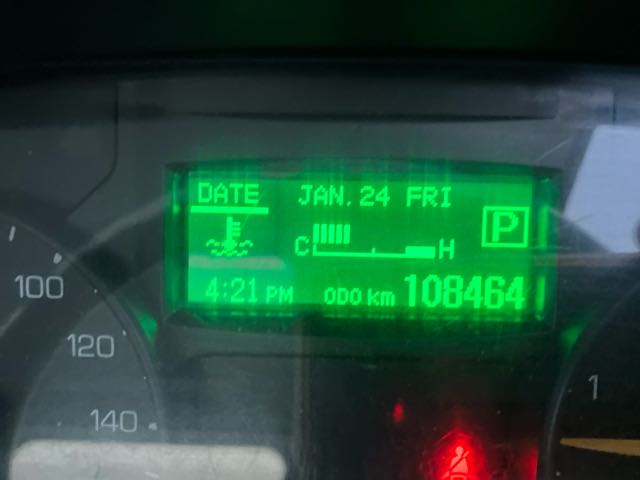 DATE JAN.24 FRI
P
C H
4:21 PM ODO km 108464
100
120
140
1